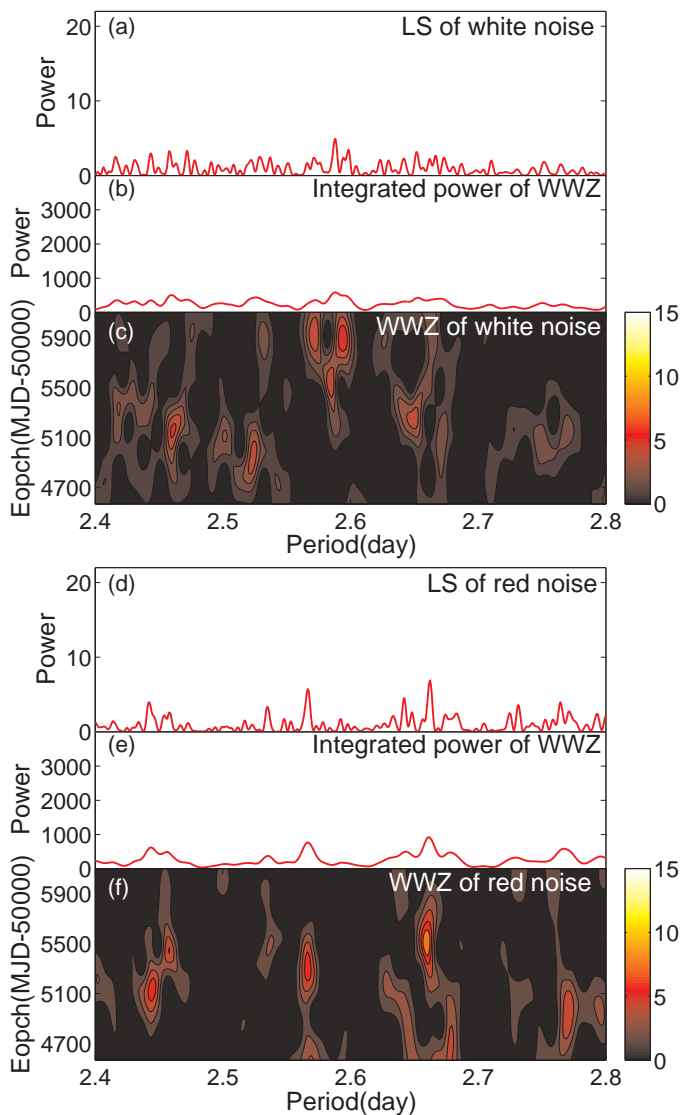 (a) LS of white noise
20
10
0
Power
(b) Integrated power of WWZ
3000
2000
1000
0
Power
(c) WWZ of white noise
5900
5500
5100
4700
Eopch(MJD-50000)
15
10
5
0
2.4 2.5 2.6 2.7 2.8
Period(day)
(d) LS of red noise
20
10
0
Power
(e) Integrated power of WWZ
3000
2000
1000
0
Power
(f) WWZ of red noise
5900
5500
5100
4700
Eopch(MJD-50000)
15
10
5
0
2.4 2.5 2.6 2.7 2.8
Period(day)